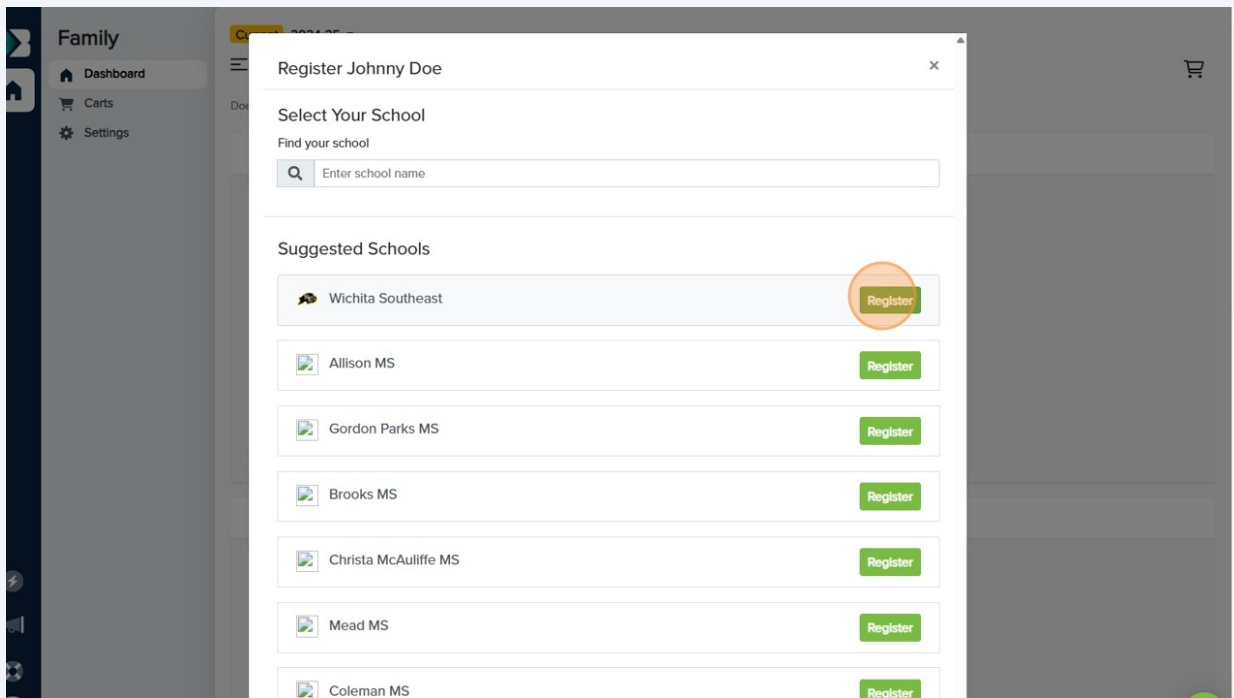 Family
Dashboard
Carts
Settings
2024-25
Register Johnny Doe
×
Select Your School
Find your school
Enter school name
Suggested Schools
Wichita Southeast
Register
Allison MS
Register
Gordon Parks MS
Register
Brooks MS
Register
Christa McAuliffe MS
Register
Mead MS
Register
Coleman MS
Register